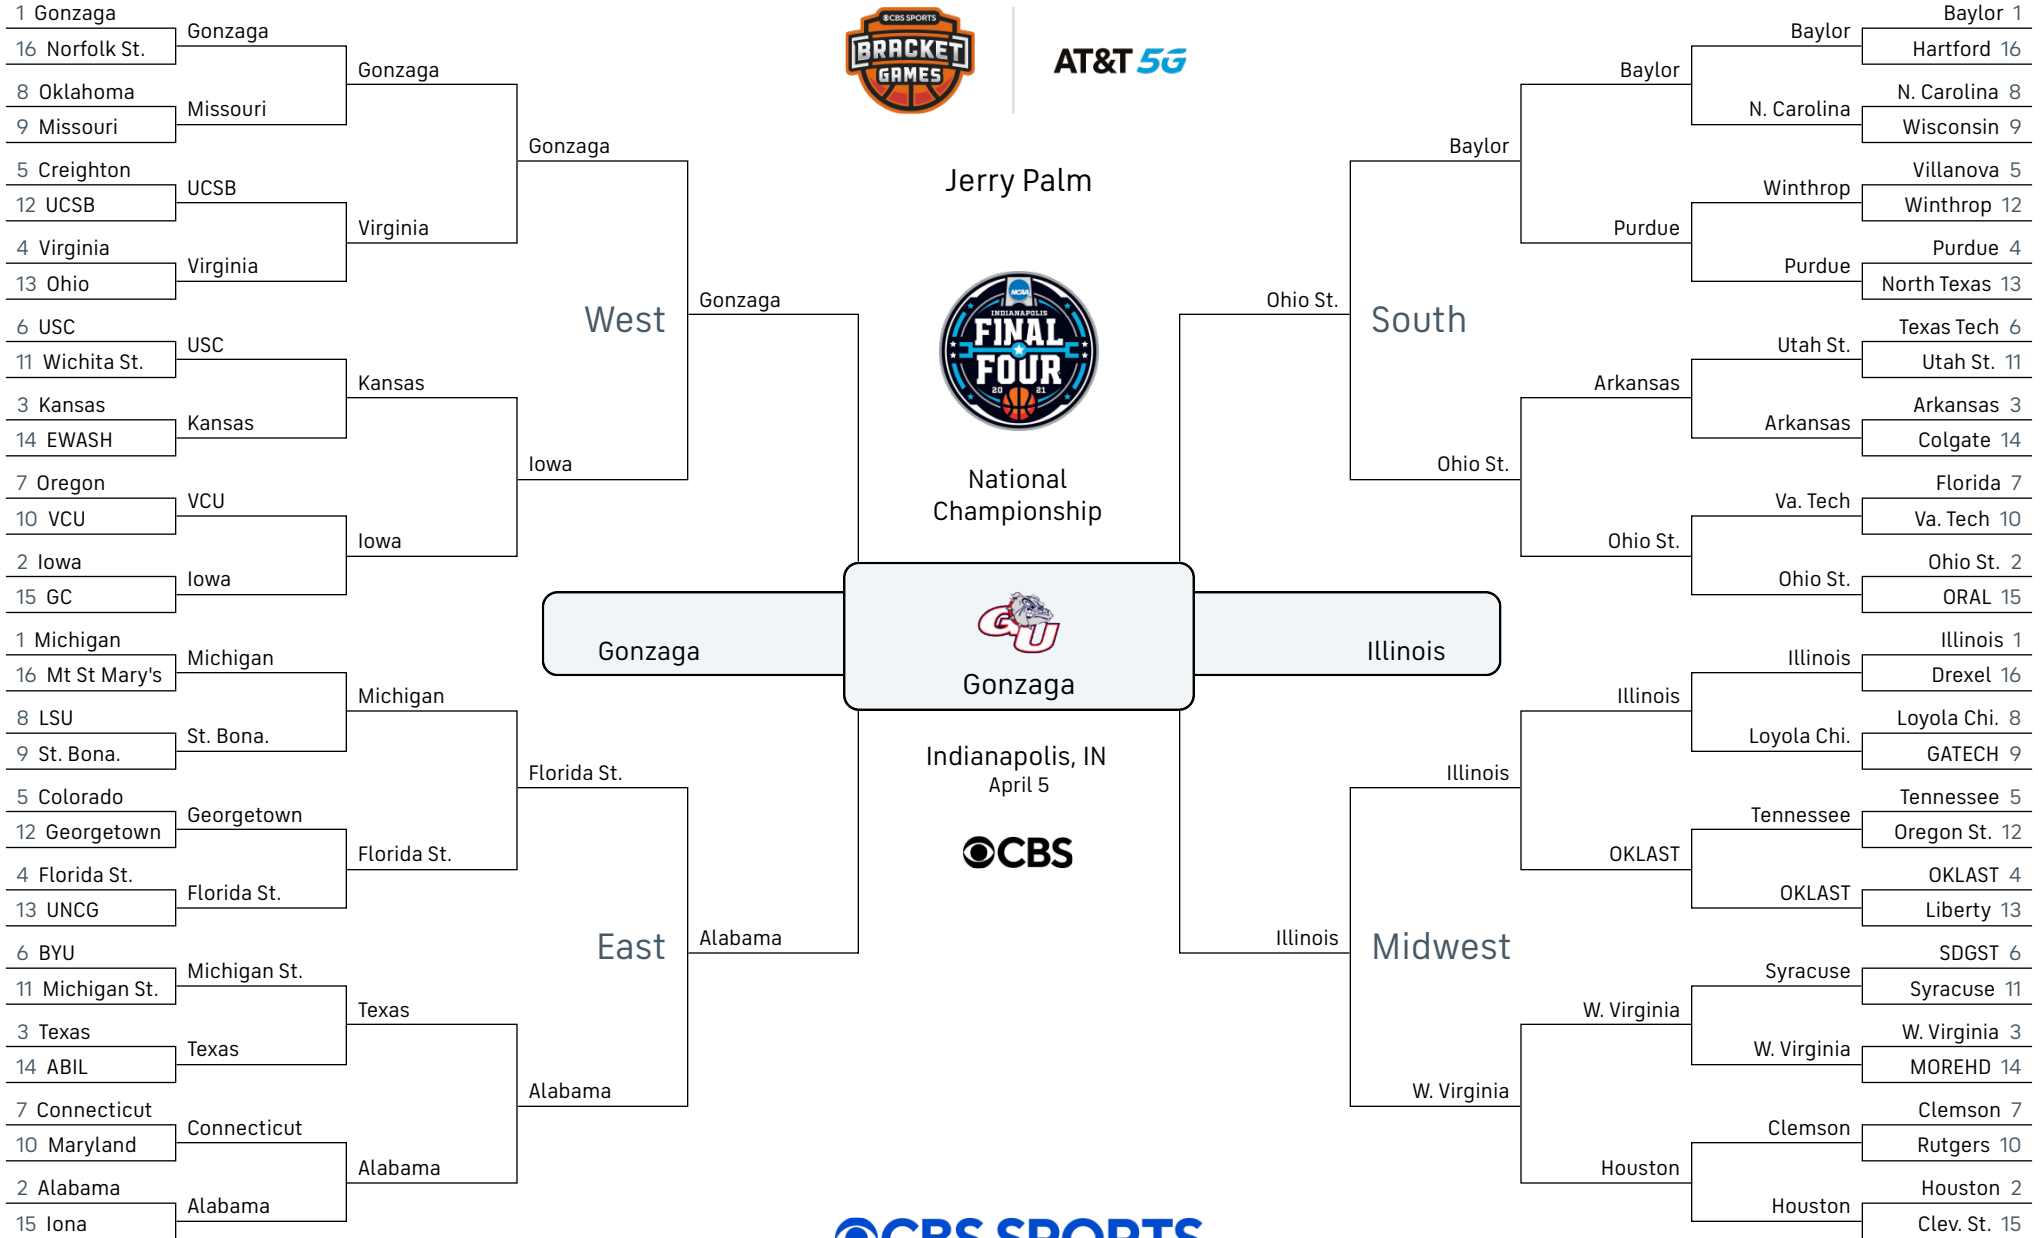 1 Gonzaga
16 Norfolk St.
8 Oklahoma
9 Missouri
5 Creighton
12 UCSB
4 Virginia
13 Ohio
6 USC
11 Wichita St.
3 Kansas
14 EWASH
7 Oregon
10 VCU
2 Iowa
15 GC
1 Michigan
16 Mt St Mary's
8 LSU
9 St. Bona.
5 Colorado
12 Georgetown
4 Florida St.
13 UNCG
6 BYU
11 Michigan St.
3 Texas
14 ABIL
7 Connecticut
10 Maryland
2 Alabama
15 Iona
Gonzaga
Missouri
UCSB
Virginia
USC
Kansas
VCU
Iowa
Michigan
St. Bona.
Georgetown
Florida St.
Michigan St.
Texas
Connecticut
Alabama
Gonzaga
Virginia
Kansas
Iowa
Michigan
Florida St.
Texas
Alabama
Gonzaga
Iowa
Florida St.
Alabama
West
East
Gonzaga
Alabama
CBS SPORTS
BRACKET
GAMES
AT&T 5G
Jerry Palm
NCAA
INDIANAPOLIS
FINAL
FOUR
20 21
National
Championship
Gonzaga
GU
Gonzaga
Illinois
Indianapolis, IN
April 5
CBS
CBS SPORTS
Ohio St.
Illinois
South
Midwest
Baylor
Ohio St.
Illinois
W. Virginia
Baylor
Purdue
Arkansas
Ohio St.
Illinois
OKLAST
W. Virginia
Houston
Baylor
N. Carolina
Winthrop
Purdue
Utah St.
Arkansas
Va. Tech
Ohio St.
Illinois
Loyola Chi.
Tennessee
OKLAST
Syracuse
W. Virginia
Clemson
Houston
Baylor 1
Hartford 16
N. Carolina 8
Wisconsin 9
Villanova 5
Winthrop 12
Purdue 4
North Texas 13
Texas Tech 6
Utah St. 11
Arkansas 3
Colgate 14
Florida 7
Va. Tech 10
Ohio St. 2
ORAL 15
Illinois 1
Drexel 16
Loyola Chi. 8
GATECH 9
Tennessee 5
Oregon St. 12
OKLAST 4
Liberty 13
SDGST 6
Syracuse 11
W. Virginia 3
MOREHD 14
Clemson 7
Rutgers 10
Houston 2
Clev. St. 15